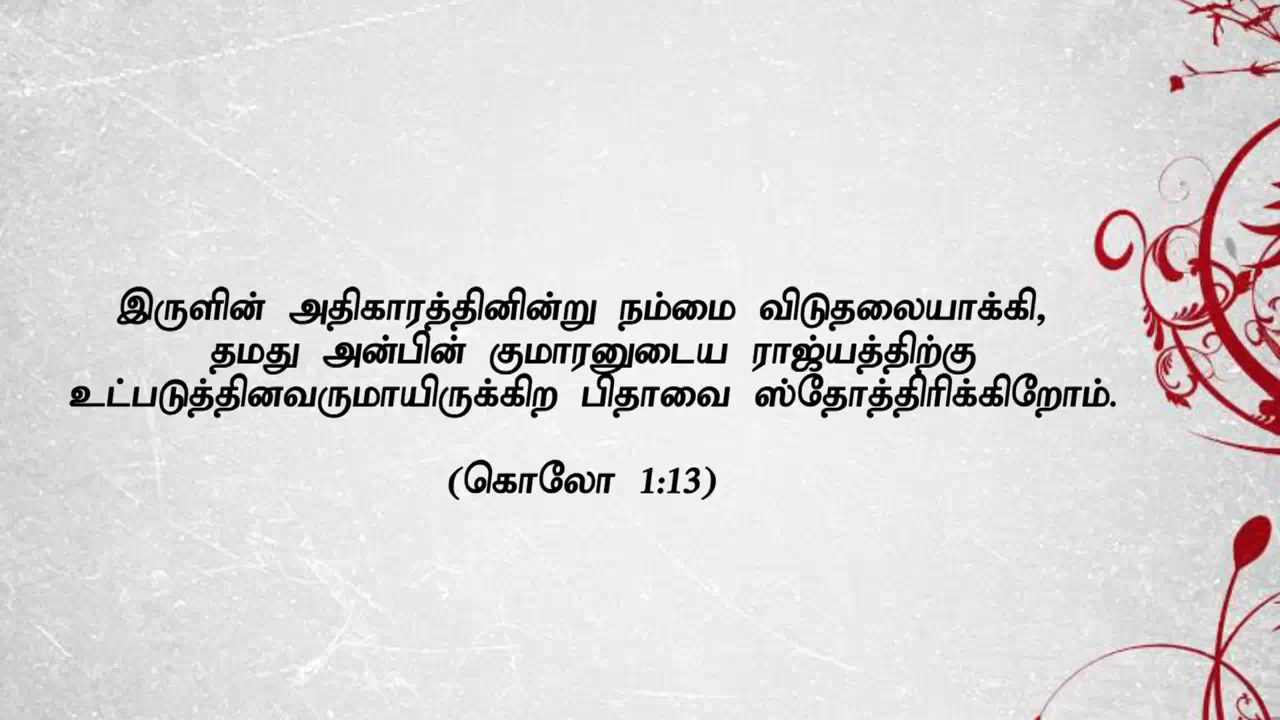 இருளின் அதிகாரத்தினின்று நம்மை விடுதலையாக்கி,
தமது அன்பின் குமாரனுடைய ராஜ்யத்திற்கு
உட்படுத்தினவருமாயிருக்கிற பிதாவை ஸ்தோத்திரிக்கிறோம்.
(கொலோ 1:13)